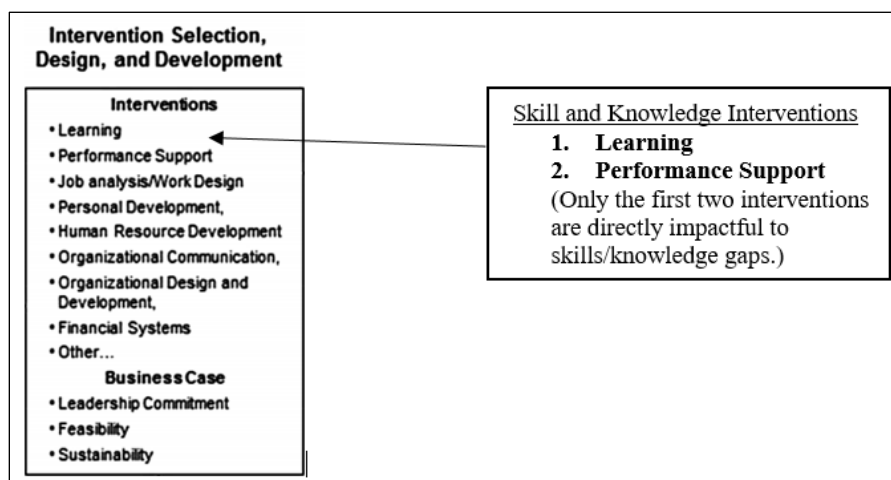 Intervention Selection,
Design, and Development
Interventions
• Learning
• Performance Support
• Job analysis/Work Design
• Personal Development,
• Human Resource Development
• Organizational Communication,
• Organizational Design and
Development,
• Financial Systems
• Other...
Business Case
• Leadership Commitment
• Feasibility
• Sustainability
Skill and Knowledge Interventions
1. Learning
2. Performance Support
(Only the first two interventions
are directly impactful to
skills/knowledge gaps.)